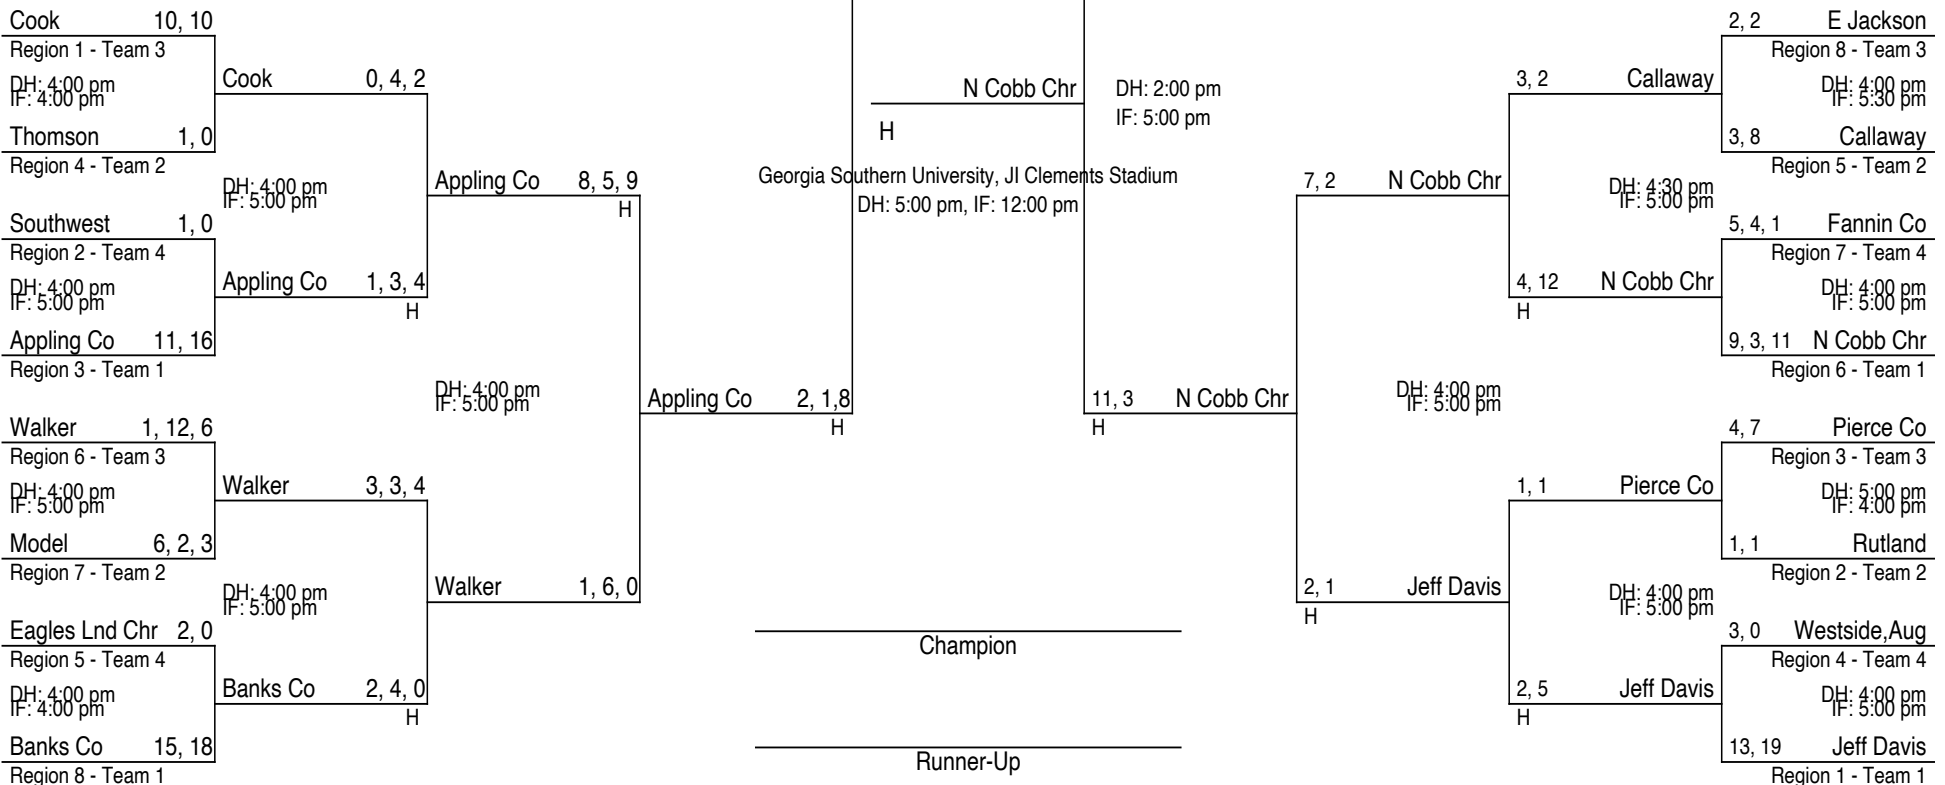 Cook 10, 10
Region 1 - Team 3
DH: 4:00 pm
IF: 4:00 pm
Thomson 1, 0
Region 4 - Team 2
Southwest 1, 0
Region 2 - Team 4
DH: 4:00 pm
IF: 5:00 pm
Appling Co 11, 16
Region 3 - Team 1
Walker 1, 12, 6
Region 6 - Team 3
DH: 4:00 pm
IF: 5:00 pm
Model 6, 2, 3
Region 7 - Team 2
Eagles Lnd Chr 2, 0
Region 5 - Team 4
DH: 4:00 pm
IF: 4:00 pm
Banks Co 15, 18
Region 8 - Team 1
Cook 0, 4, 2
DH: 4:00 pm
IF: 5:00 pm
Appling Co 1, 3, 4
H
Walker 3, 3, 4
DH: 4:00 pm
IF: 5:00 pm
Banks Co 2, 4, 0
H
Appling Co 8, 5, 9
H
DH: 4:00 pm
IF: 5:00 pm
Walker 1, 6, 0
Appling Co 2, 1,8
H
N Cobb Chr
H
DH: 2:00 pm
IF: 5:00 pm
Georgia Southern University, JI Clements Stadium
DH: 5:00 pm, IF: 12:00 pm
Champion
Runner-Up
11, 3 N Cobb Chr
H
7, 2 N Cobb Chr
DH: 4:00 pm
IF: 5:00 pm
2, 1 Jeff Davis
H
3, 2 Callaway
DH: 4:30 pm
IF: 5:00 pm
4, 12 N Cobb Chr
H
1, 1 Pierce Co
DH: 4:00 pm
IF: 5:00 pm
2, 5 Jeff Davis
H
2, 2 E Jackson
Region 8 - Team 3
DH: 4:00 pm
IF: 5:30 pm
3, 8 Callaway
Region 5 - Team 2
5, 4, 1 Fannin Co
Region 7 - Team 4
DH: 4:00 pm
IF: 5:00 pm
9, 3, 11 N Cobb Chr
Region 6 - Team 1
4, 7 Pierce Co
Region 3 - Team 3
DH: 5:00 pm
IF: 4:00 pm
1, 1 Rutland
Region 2 - Team 2
3, 0 Westside,Aug
Region 4 - Team 4
DH: 4:00 pm
IF: 5:00 pm
13, 19 Jeff Davis
Region 1 - Team 1